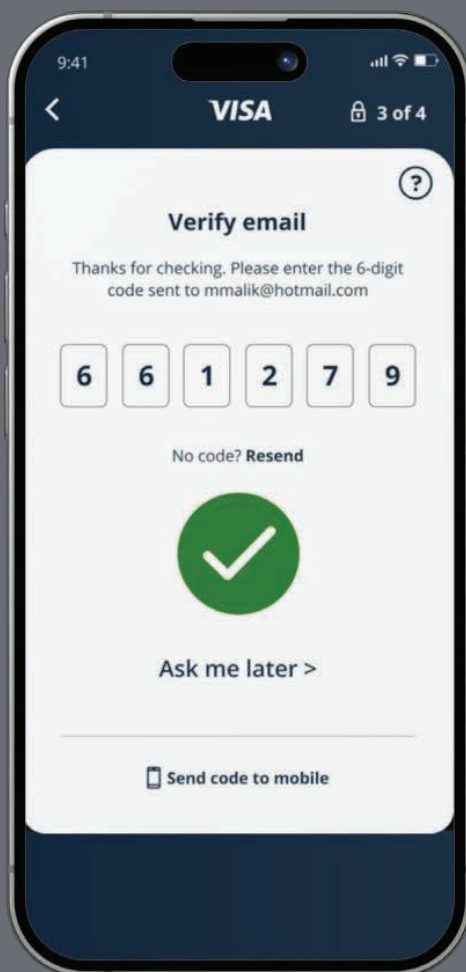 9:41
VISA
3 of 4
?
Verify email
Thanks for checking. Please enter the 6-digit
code sent to mmalik@hotmail.com
6 6 1 2 7 9
No code? Resend
Ask me later >
Send code to mobile